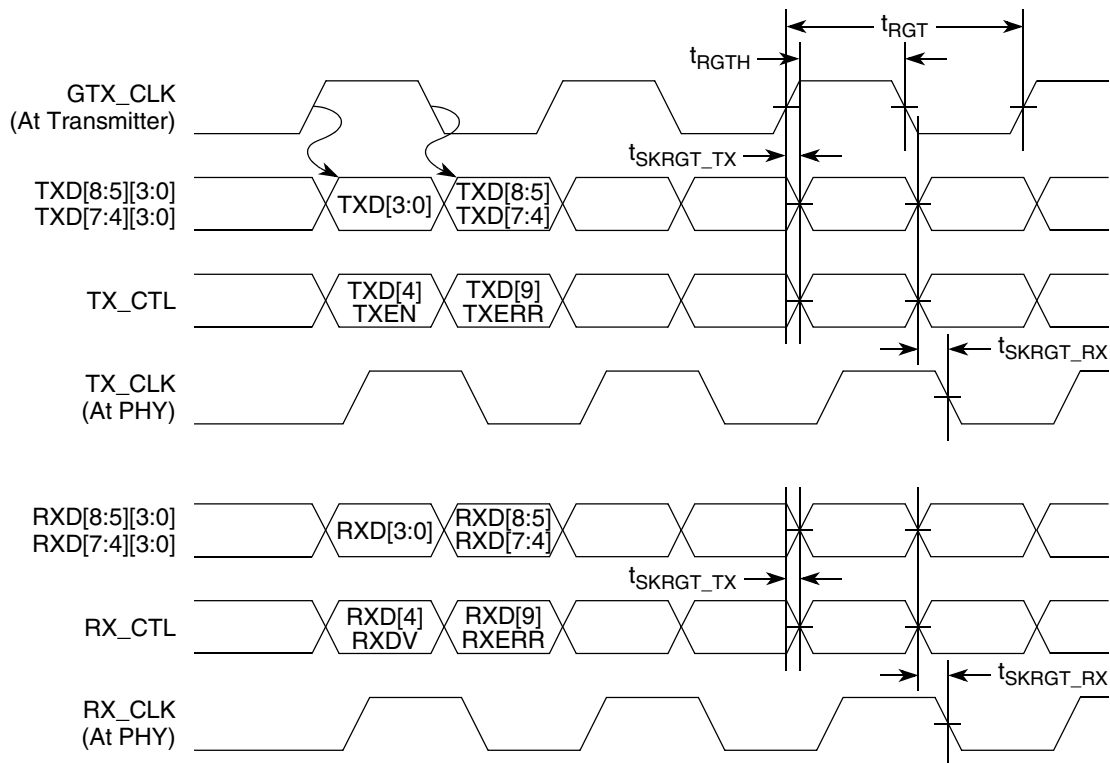 tRGT
tRGTH
GTX_CLK
(At Transmitter)
tSKRGT_TX
TXD[8:5][3:0]
TXD[7:4][3:0]
TXD[3:0]
TXD[8:5]
TXD[7:4]
TX_CTL
TXD[4]
TXEN
TXD[9]
TXERR
tSKRGT_RX
TX_CLK
(At PHY)
RXD[8:5][3:0]
RXD[7:4][3:0]
RXD[3:0]
RXD[8:5]
RXD[7:4]
tSKRGT_TX
RX_CTL
RXD[4]
RXDV
RXD[9]
RXERR
tSKRGT_RX
RX_CLK
(At PHY)